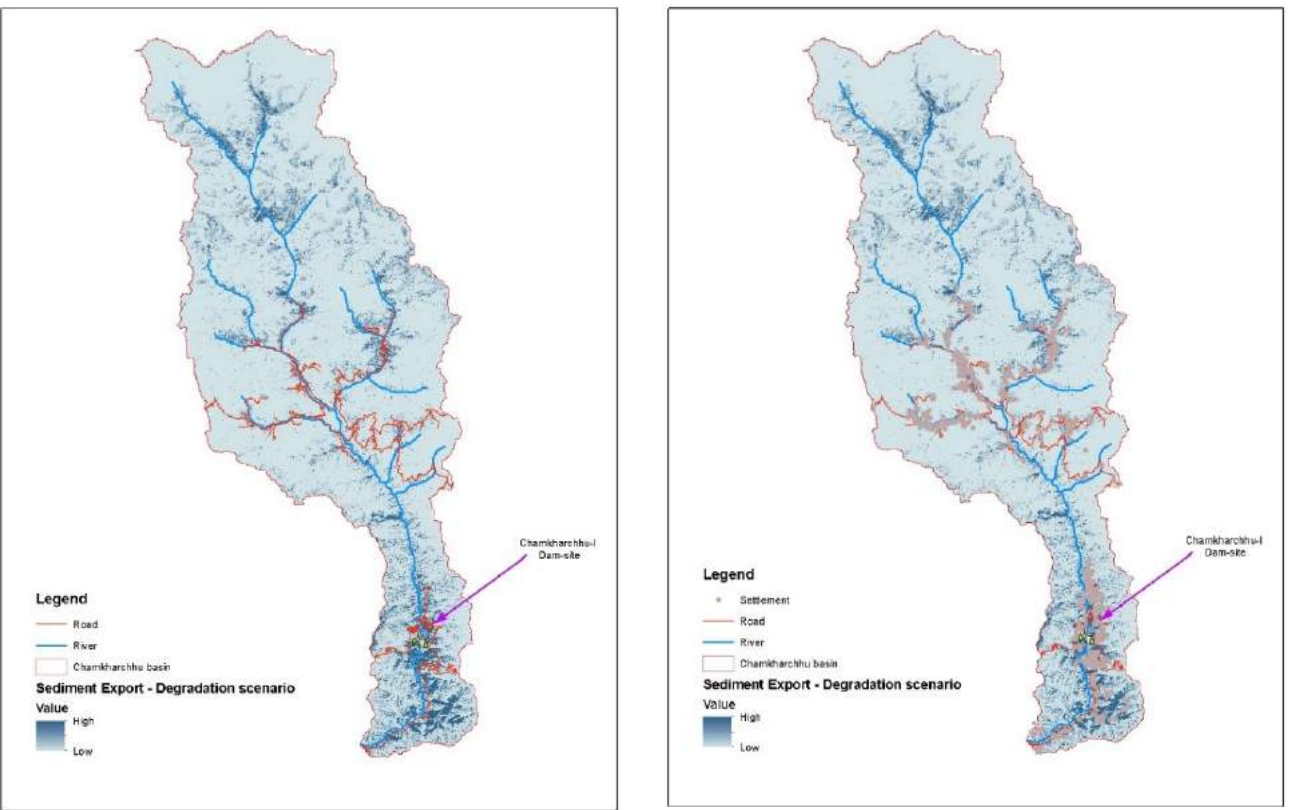 Chamkharchhu-I
Dam-site
Legend
Road
River
Chamkharchhu basin
Sediment Export - Degradation scenario
Value
High
Low
Chamkharchhu-I
Dam-site
Legend
Settlement
Road
River
Chamkharchhu basin
Sediment Export - Degradation scenario
Value
High
Low